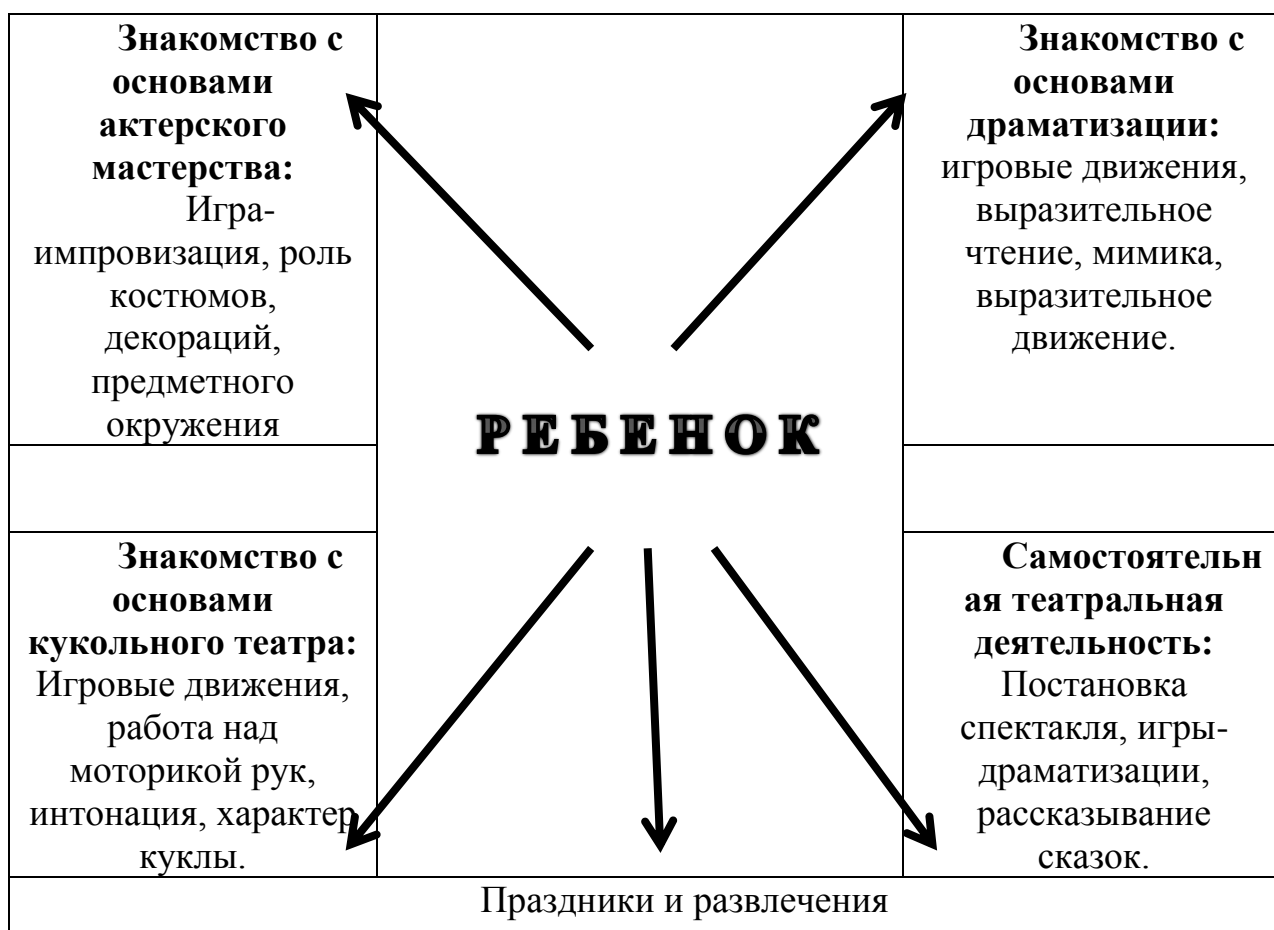 Знакомство с
основами
актерского
мастерства:
Игра-
импровизация, роль
костюмов,
декораций,
предметного
окружения
Знакомство с
основами
драматизации:
игровые движения,
выразительное
чтение, мимика,
выразительное
движение.
РЕБЕНОК
Знакомство с
основами
кукольного театра:
Игровые движения,
работа над
моторикой рук,
интонация, характер
куклы.
Самостоятельн
ая театральная
деятельность:
Постановка
спектакля, игры-
драматизации,
рассказывание
сказок.
Праздники и развлечения